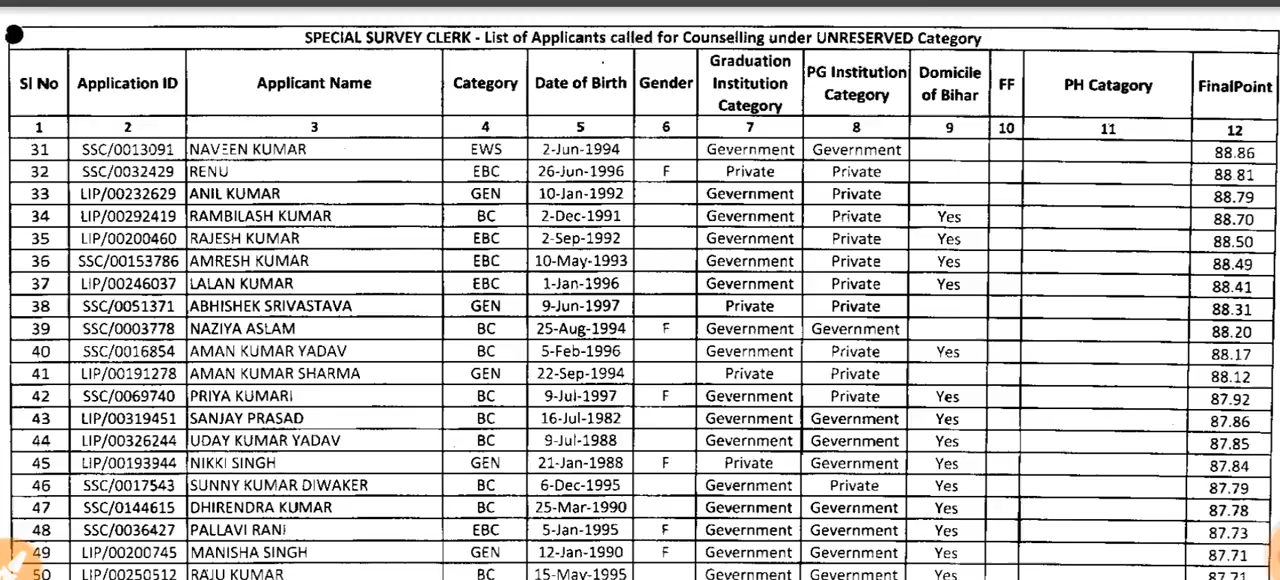 SPECIAL SURVEY CLERK - List of Applicants called for Counselling under UNRESERVED Category
Sl No Application ID Applicant Name Category Date of Birth Gender Graduation Institution Category PG Institution Category Domicile of Bihar FF PH Catagory FinalPoint
1 2 3 4 5 6 7 8 9 10 11 12
31 SSC/0013091 NAVEEN KUMAR EWS 2-Jun-1994 Government Government 88.86
32 SSC/0032429 RENU EBC 26-Jun-1996 F Private Private 88.81
33 LIP/00232629 ANIL KUMAR GEN 10-Jan-1992 Government Private 88.79
34 LIP/00292419 RAMBILASH KUMAR BC 2-Dec-1991 Government Private Yes 88.70
35 LIP/00200460 RAJESH KUMAR EBC 2-Sep-1992 Government Private Yes 88.50
36 SSC/00153786 AMRESH KUMAR EBC 10-May-1993 Government Private Yes 88.49
37 LIP/00246037 LALAN KUMAR EBC 1-Jan-1996 Government Private Yes 88.41
38 SSC/0051371 ABHISHEK SRIVASTAVA GEN 9-Jun-1997 Private Private 88.31
39 SSC/0003778 NAZIYA ASLAM BC 25-Aug-1994 F Government Government 88.20
40 SSC/0016854 AMAN KUMAR YADAV BC 5-Feb-1996 Government Private Yes 88.17
41 LIP/00191278 AMAN KUMAR SHARMA GEN 22-Sep-1994 Private Private 88.12
42 SSC/0069740 PRIYA KUMARI BC 9-Jul-1997 F Government Private Yes 87.92
43 LIP/00319451 SANJAY PRASAD BC 16-Jul-1982 Government Government Yes 87.86
44 LIP/00326244 UDAY KUMAR YADAV BC 9-Jul-1988 Government Government Yes 87.85
45 LIP/00193944 NIKKI SINGH GEN 21-Jan-1988 F Private Government Yes 87.84
46 SSC/0017543 SUNNY KUMAR DIWAKER BC 6-Dec-1995 Government Private Yes 87.79
47 SSC/0144615 DHIRENDRA KUMAR BC 25-Mar-1990 Government Government Yes 87.78
48 SSC/0036427 PALLAVI RANI EBC 5-Jan-1995 F Government Government Yes 87.73
49 LIP/00200745 MANISHA SINGH GEN 12-Jan-1990 F Government Government Yes 87.71
50 LIP/00250512 RAJU KUMAR BC 15-May-1995 Government Government Yes 87.71